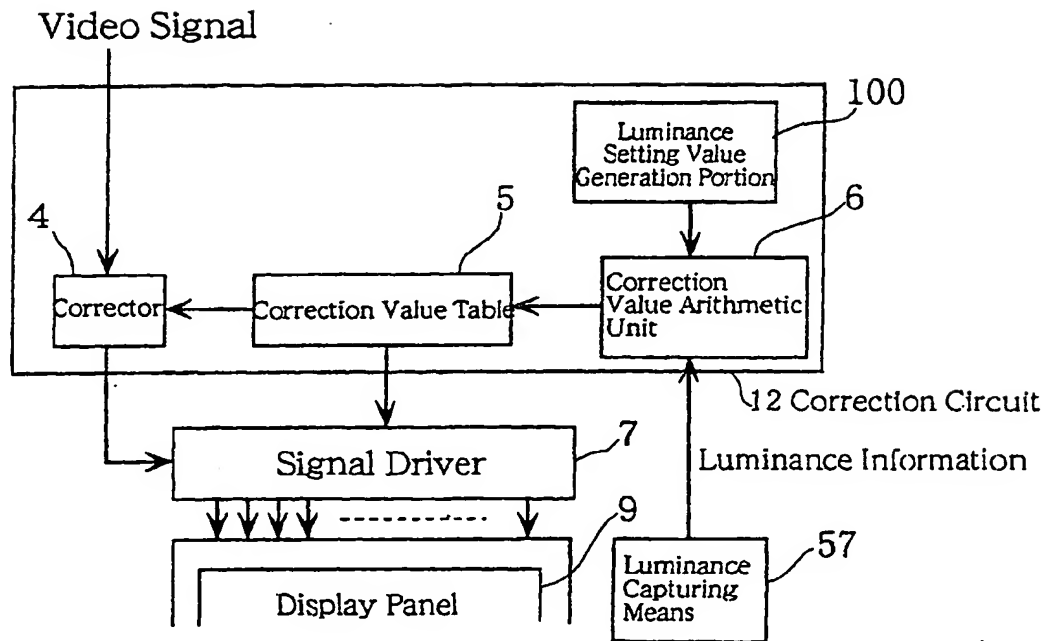 Video Signal
100
Luminance
Setting Value
Generation Portion
4
5
6
Corrector
Correction Value Table
Correction
Value Arithmetic
Unit
12 Correction Circuit
7
Signal Driver
Luminance Information
9
57
Display Panel
Luminance
Capturing
Means